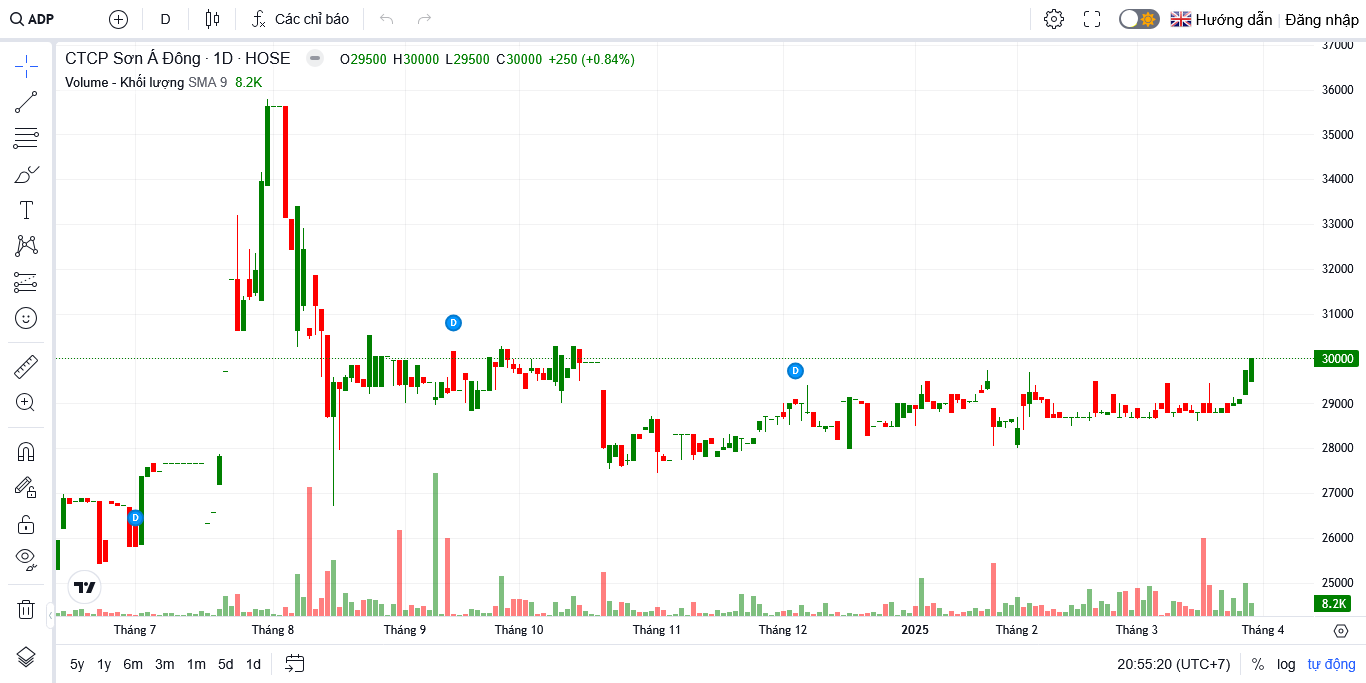 ADP D Các chỉ báo Hướng dẫn Đăng nhập
CTCP Sơn Á Đông · 1D · HOSE O29500 H30000 L29500 C30000 +250 (+0.84%)
Volume - Khối lượng SMA 9 8.2K
37000
36000
35000
34000
33000
32000
31000
30000
29000
28000
27000
26000
25000
8.2K
D
D
D
Tháng 7 Tháng 8 Tháng 9 Tháng 10 Tháng 11 Tháng 12 2025 Tháng 2 Tháng 3 Tháng 4
5y 1y 6m 3m 1m 5d 1d 20:55:20 (UTC+7) % log tự động